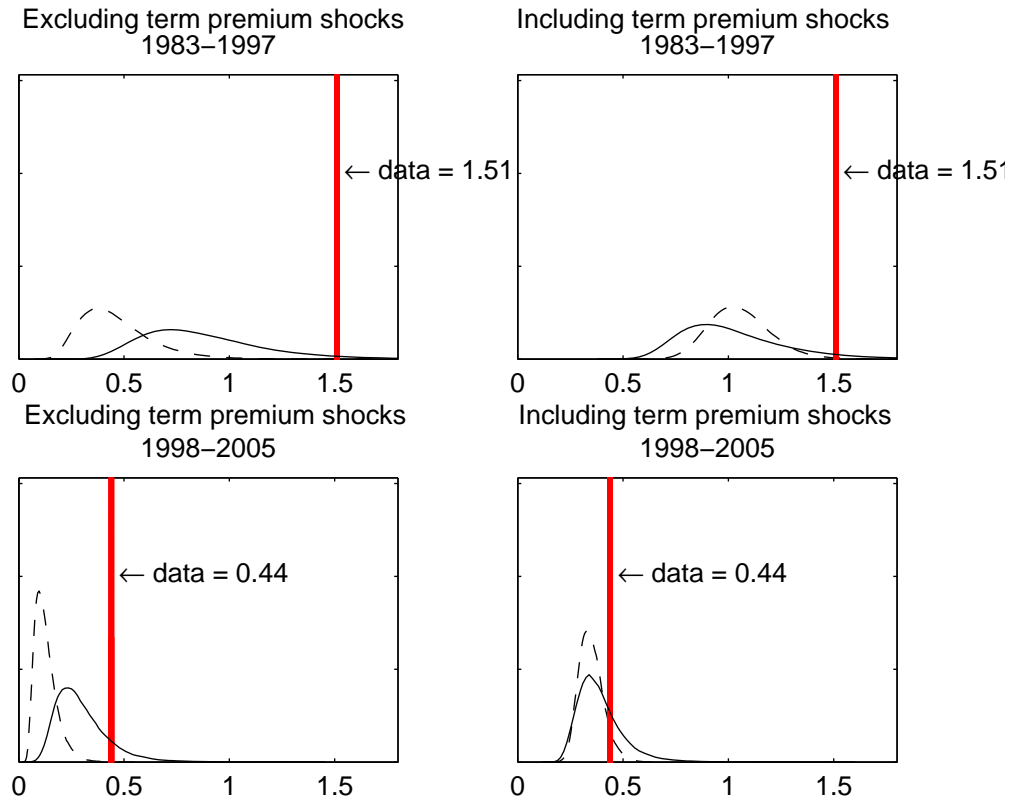 Excluding term premium shocks
1983−1997
← data = 1.51
0 0.5 1 1.5
Including term premium shocks
1983−1997
← data = 1.51
0 0.5 1 1.5
Excluding term premium shocks
1998−2005
← data = 0.44
0 0.5 1 1.5
Including term premium shocks
1998−2005
← data = 0.44
0 0.5 1 1.5